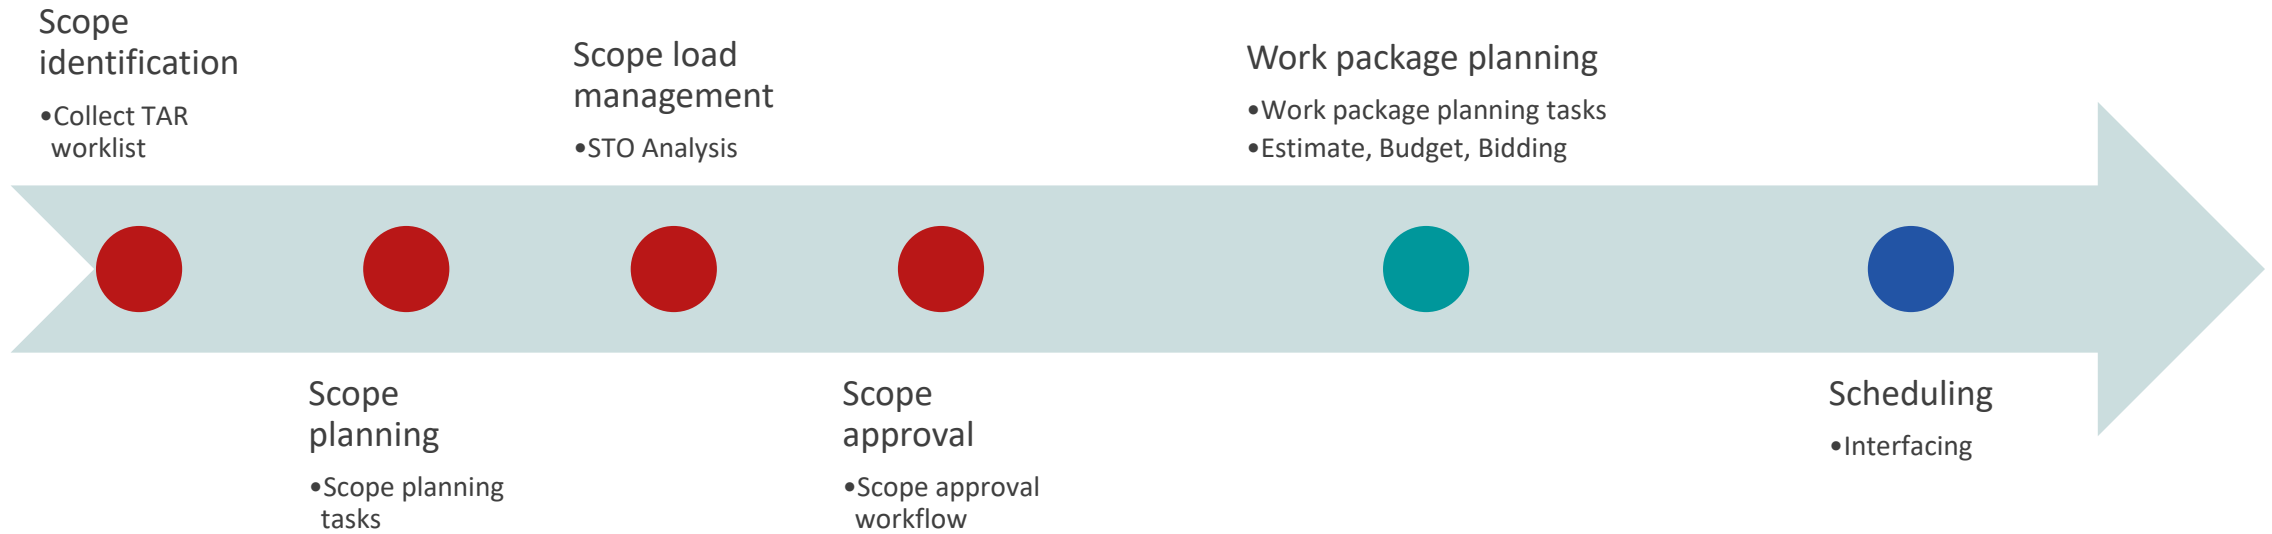 Scope
identification
•Collect TAR
worklist
Scope
planning
•Scope planning
tasks
Scope load
management
•STO Analysis
Scope
approval
•Scope approval
workflow
Work package planning
•Work package planning tasks
•Estimate, Budget, Bidding
Scheduling
•Interfacing